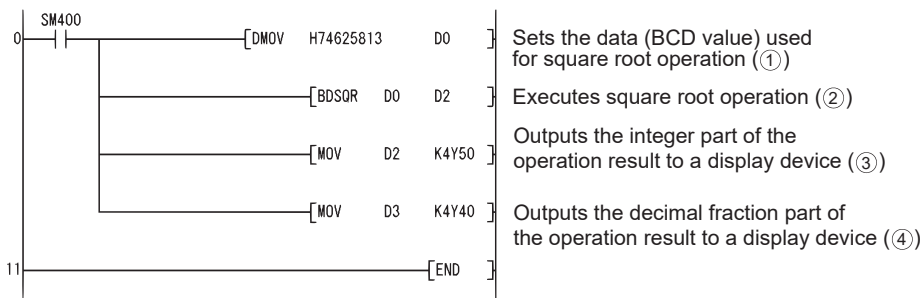 SM400
0 DMOV H74625813 D0 Sets the data (BCD value) used
for square root operation (①)
BDSQR D0 D2 Executes square root operation (②)
Outputs the integer part of the
MOV D2 K4Y50 operation result to a display device (③)
MOV D3 K4Y40 Outputs the decimal fraction part of
the operation result to a display device (④)
11 END